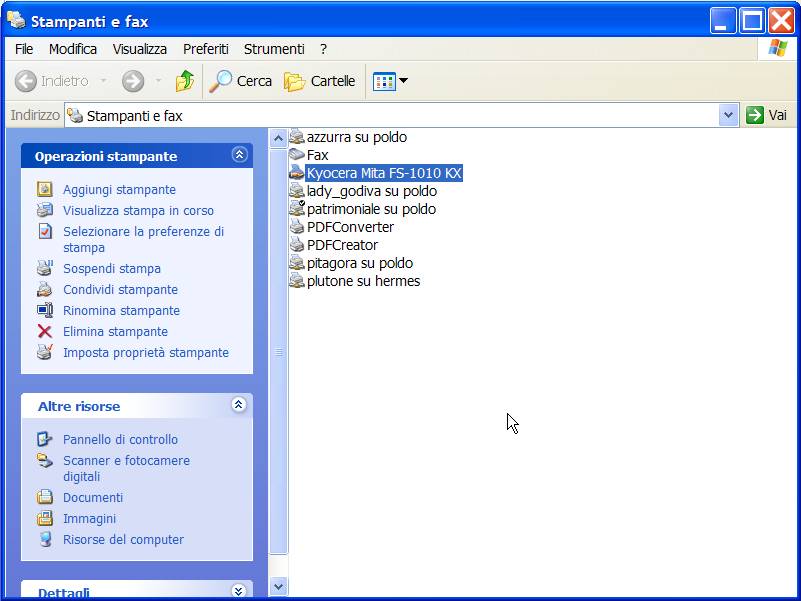 Stampanti e fax
File Modifica Visualizza Preferiti Strumenti ?
Indietro Cerca Cartelle
Indirizzo Stampanti e fax Vai
Operazioni stampante
Aggiungi stampante
Visualizza stampa in corso
Selezionare la preferenze di
stampa
Sospendi stampa
Condividi stampante
Rinomina stampante
Elimina stampante
Imposta proprietà stampante
Altre risorse
Pannello di controllo
Scanner e fotocamere
digitali
Documenti
Immagini
Risorse del computer
Dettagli
azzurra su poldo
Fax
Kyocera Mita FS-1010 KX
lady_godiva su poldo
patrimoniale su poldo
PDFConverter
PDFCreator
pitagora su poldo
plutone su hermes